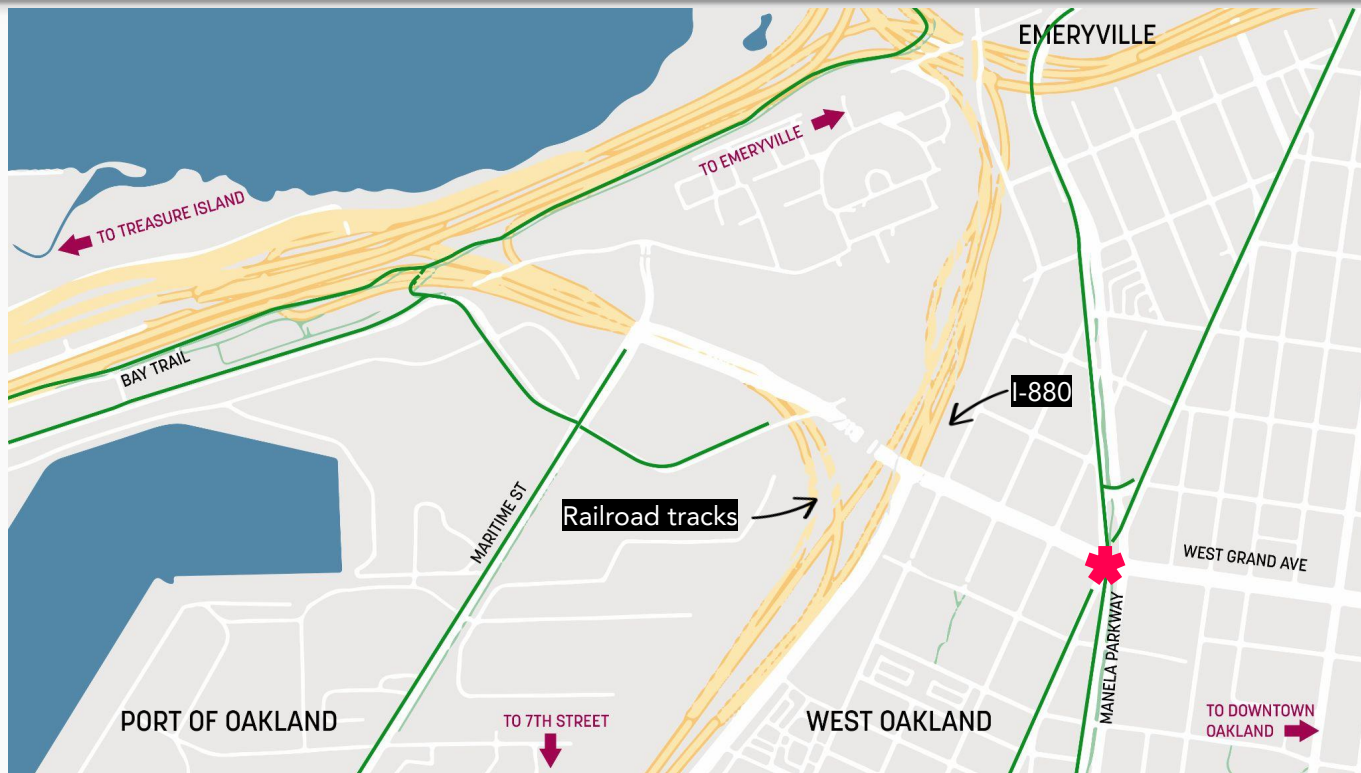 EMERYVILLE
TO EMERYVILLE
TO TREASURE ISLAND
BAY TRAIL
I-880
MARITIME ST
Railroad tracks
WEST GRAND AVE
MANELA PARKWAY
PORT OF OAKLAND
TO 7TH STREET
WEST OAKLAND
TO DOWNTOWN
OAKLAND